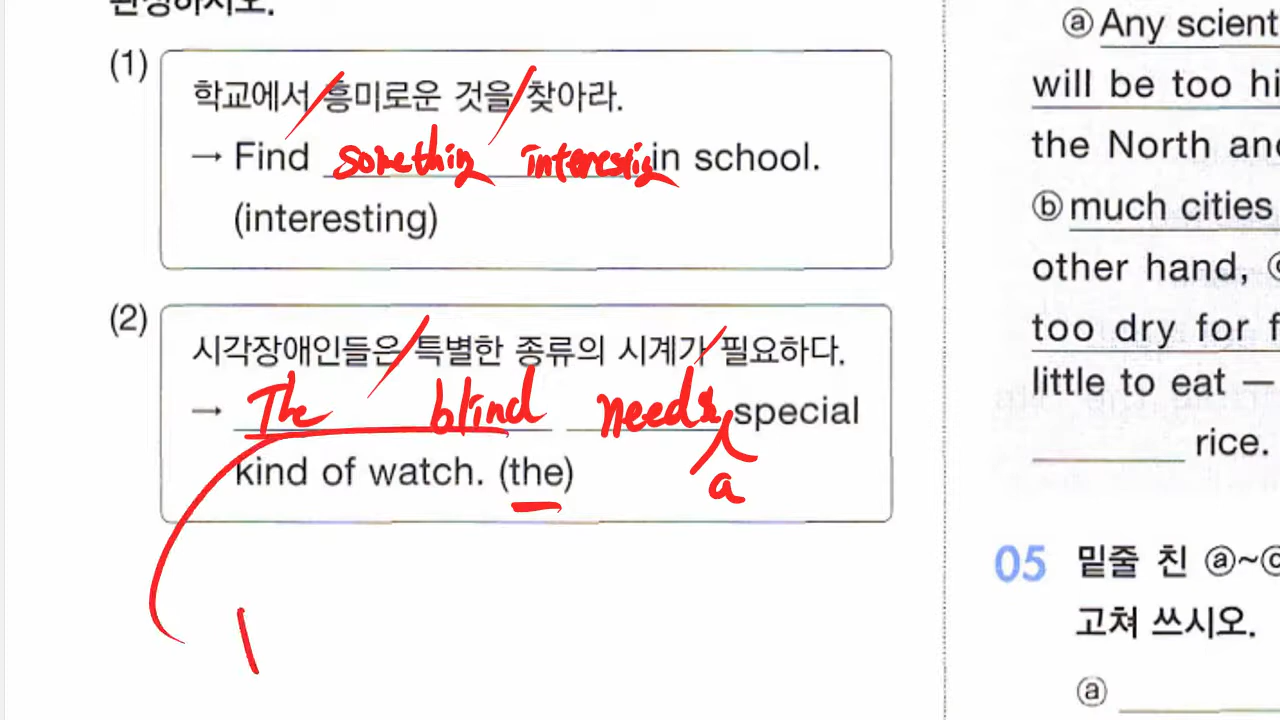 완성하시오.
(1)
학교에서 흥미로운 것을 찾아라.
→ Find something interestig in school.
(interesting)
(2)
시각장애인들은 특별한 종류의 시계가 필요하다.
→ The blind needs special
a
kind of watch. (the)
ⓐ Any scient
will be too hi
the North and
ⓑ much cities
other hand, ⓒ
too dry for f
little to eat —
rice.
05 밑줄 친 ⓐ~ⓒ
고쳐 쓰시오.
ⓐ